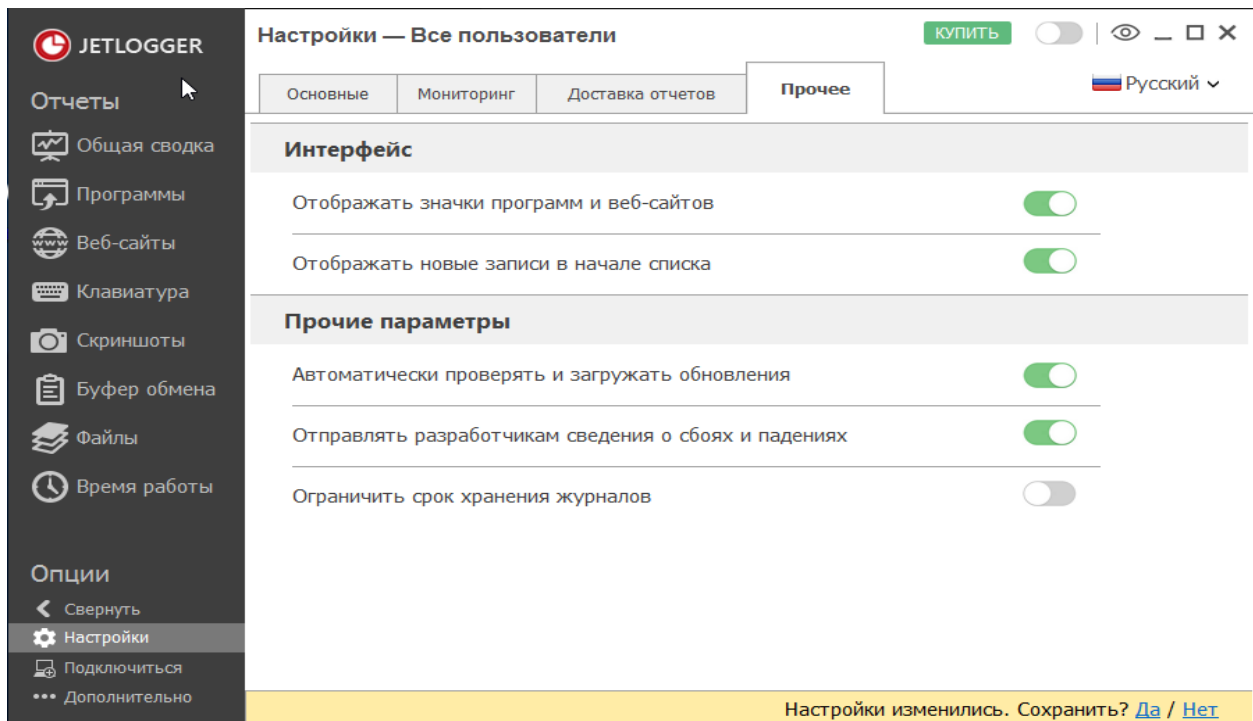 JETLOGGER
Настройки — Все пользователи
КУПИТЬ
Основные
Мониторинг
Доставка отчетов
Прочее
Русский
Отчеты
Общая сводка
Программы
Веб-сайты
Клавиатура
Скриншоты
Буфер обмена
Файлы
Время работы
Опции
Свернуть
Настройки
Подключиться
Дополнительно
Интерфейс
Отображать значки программ и веб-сайтов
Отображать новые записи в начале списка
Прочие параметры
Автоматически проверять и загружать обновления
Отправлять разработчикам сведения о сбоях и падениях
Ограничить срок хранения журналов
Настройки изменились. Сохранить? Да / Нет